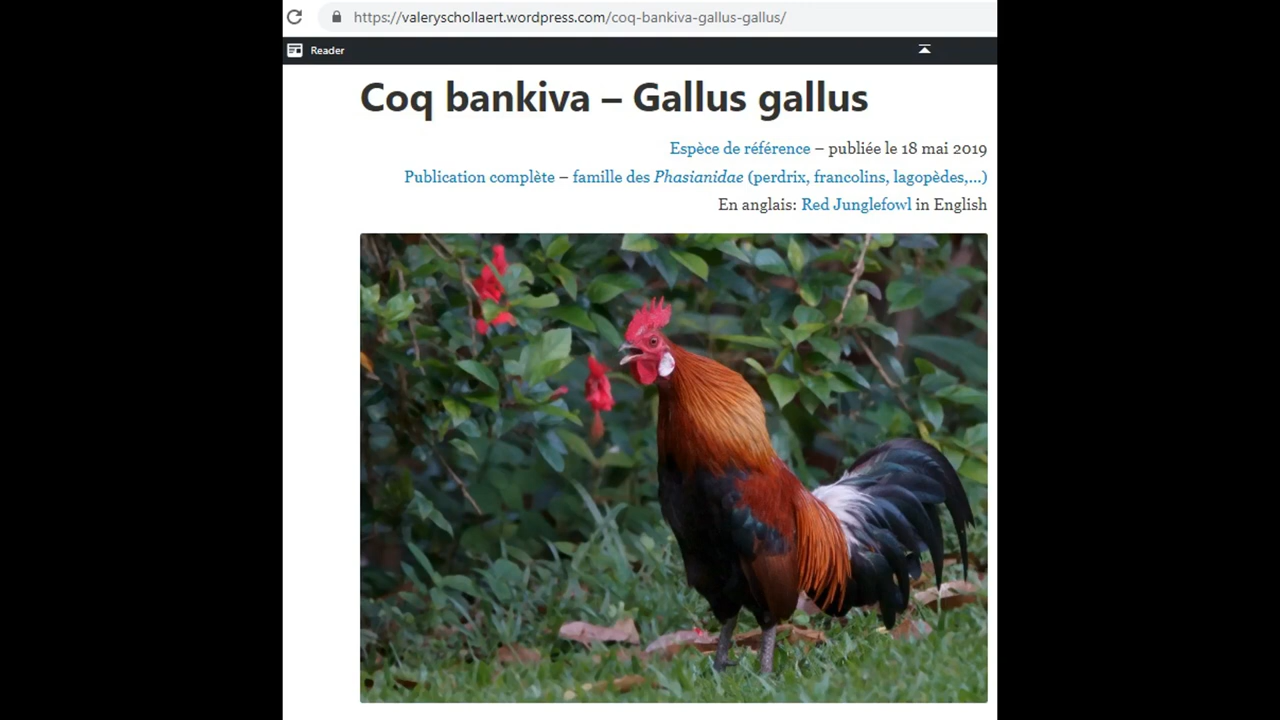 https://valeryschollaert.wordpress.com/coq-bankiva-gallus-gallus/
Reader
Coq bankiva – Gallus gallus
Espèce de référence – publiée le 18 mai 2019
Publication complète – famille des Phasianidae (perdrix, francolins, lagopèdes,...)
En anglais: Red Junglefowl in English